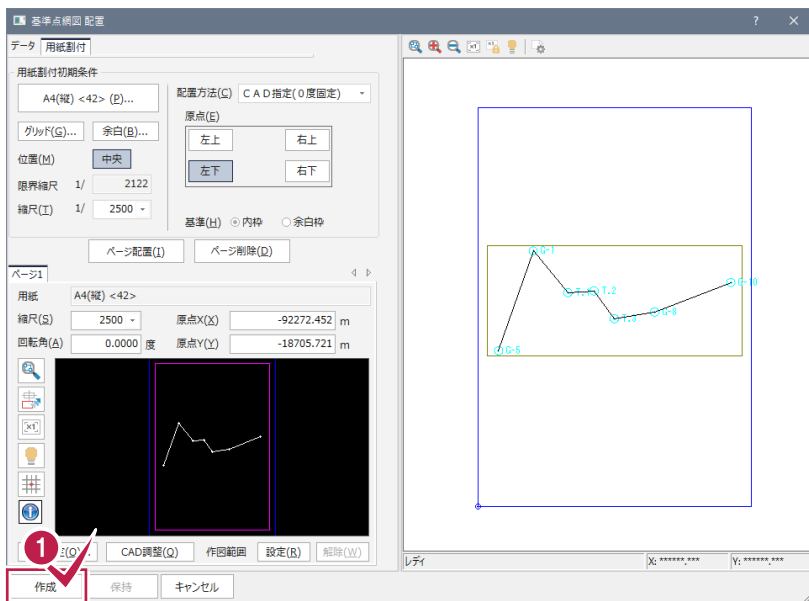 基準点網図 配置
? ×
データ 用紙割付
用紙割付初期条件
A4(縦) <42> (P)...
グリッド(G)... 余白(B)...
位置(M) 中央
限界縮尺 1/ 2122
縮尺(T) 1/ 2500
配置方法(C) CAD指定(0度固定)
原点(E)
左上 右上
左下 右下
基準(H) 内枠 余白枠
ページ配置(I) ページ削除(D)
ページ1
用紙 A4(縦) <42>
縮尺(S) 2500 原点X(X) -92272.452 m
回転角(A) 0.0000 度 原点Y(Y) -18705.721 m
CAD調整(Q) 作図範囲 設定(R) 解除(W)
1
作成 保持 キャンセル
G-1
G-10
T.2
T.3
G-8
G-5
レディ X: ******.*** Y: ******.***